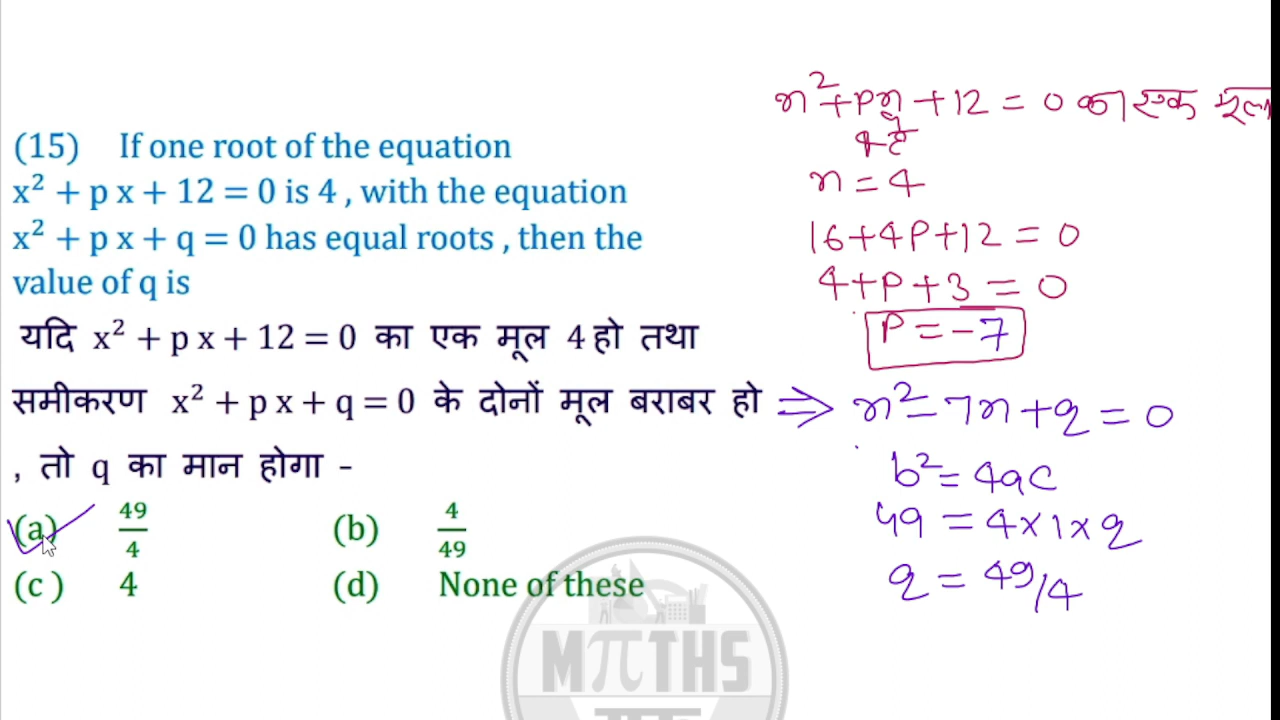 (15) If one root of the equation
x² + p x + 12 = 0 is 4 , with the equation
x² + p x + q = 0 has equal roots , then the
value of q is
यदि x² + p x + 12 = 0 का एक मूल 4 हो तथा
समीकरण x² + p x + q = 0 के दोनों मूल बराबर हो
, तो q का मान होगा -
(a) 49/4 (b) 4/49
(c ) 4 (d) None of these
x² + px + 12 = 0 का एक मूल
4 है
x = 4
16 + 4P + 12 = 0
4 + P + 3 = 0
P = -7
⇒ x² - 7x + q = 0
b² = 4ac
49 = 4 × 1 × q
q = 49/4
MπTHS